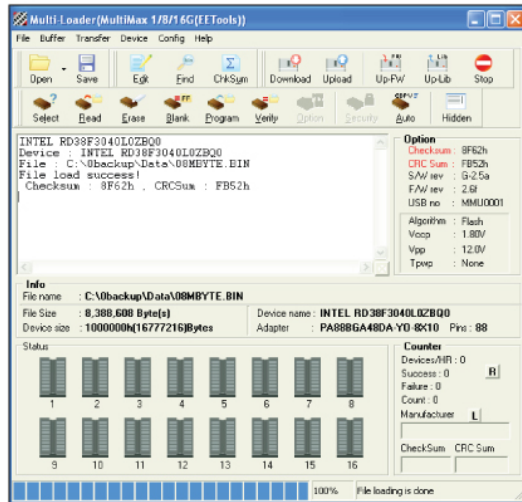 Multi-Loader(MultiMax 1/8/16G(EETools))
File Buffer Transfer Device Config Help
Open Save Edit Find ChkSum Download Upload Up-FW Up-Lib Stop
Select Read Erase Blank Program Verify Option Security Auto Hidden
INTEL RD38F3040L0ZBQ0
Device : INTEL RD38F3040L0ZBQ0
File : C:\0backup\Data\08MBYTE.BIN
File load success!
Checksum : 8F62h , CRCSum : FB52h
Option
Checksum : 8F62h
CRC Sum : FB52h
S/W rev : G-2.5a
F/W rev : 2.6f
USB no : MMU0001
Algorithm : Flash
Vccp : 1.80V
Vpp : 12.0V
Tpwp : None
Info
File name : C:\0backup\Data\08MBYTE.BIN
File Size : 8,388,608 Byte(s)
Device name : INTEL RD38F3040L0ZBQ0
Device size : 1000000h(16777216)Bytes
Adapter : PA88BGA48DA-Y0-8X10 Pins : 88
Status
1 2 3 4 5 6 7 8
9 10 11 12 13 14 15 16
Counter
Devices/HR : 0
Success : 0 R
Failure : 0
Count : 0
Manufacturer L
CheckSum CRC Sum
100% File loading is done